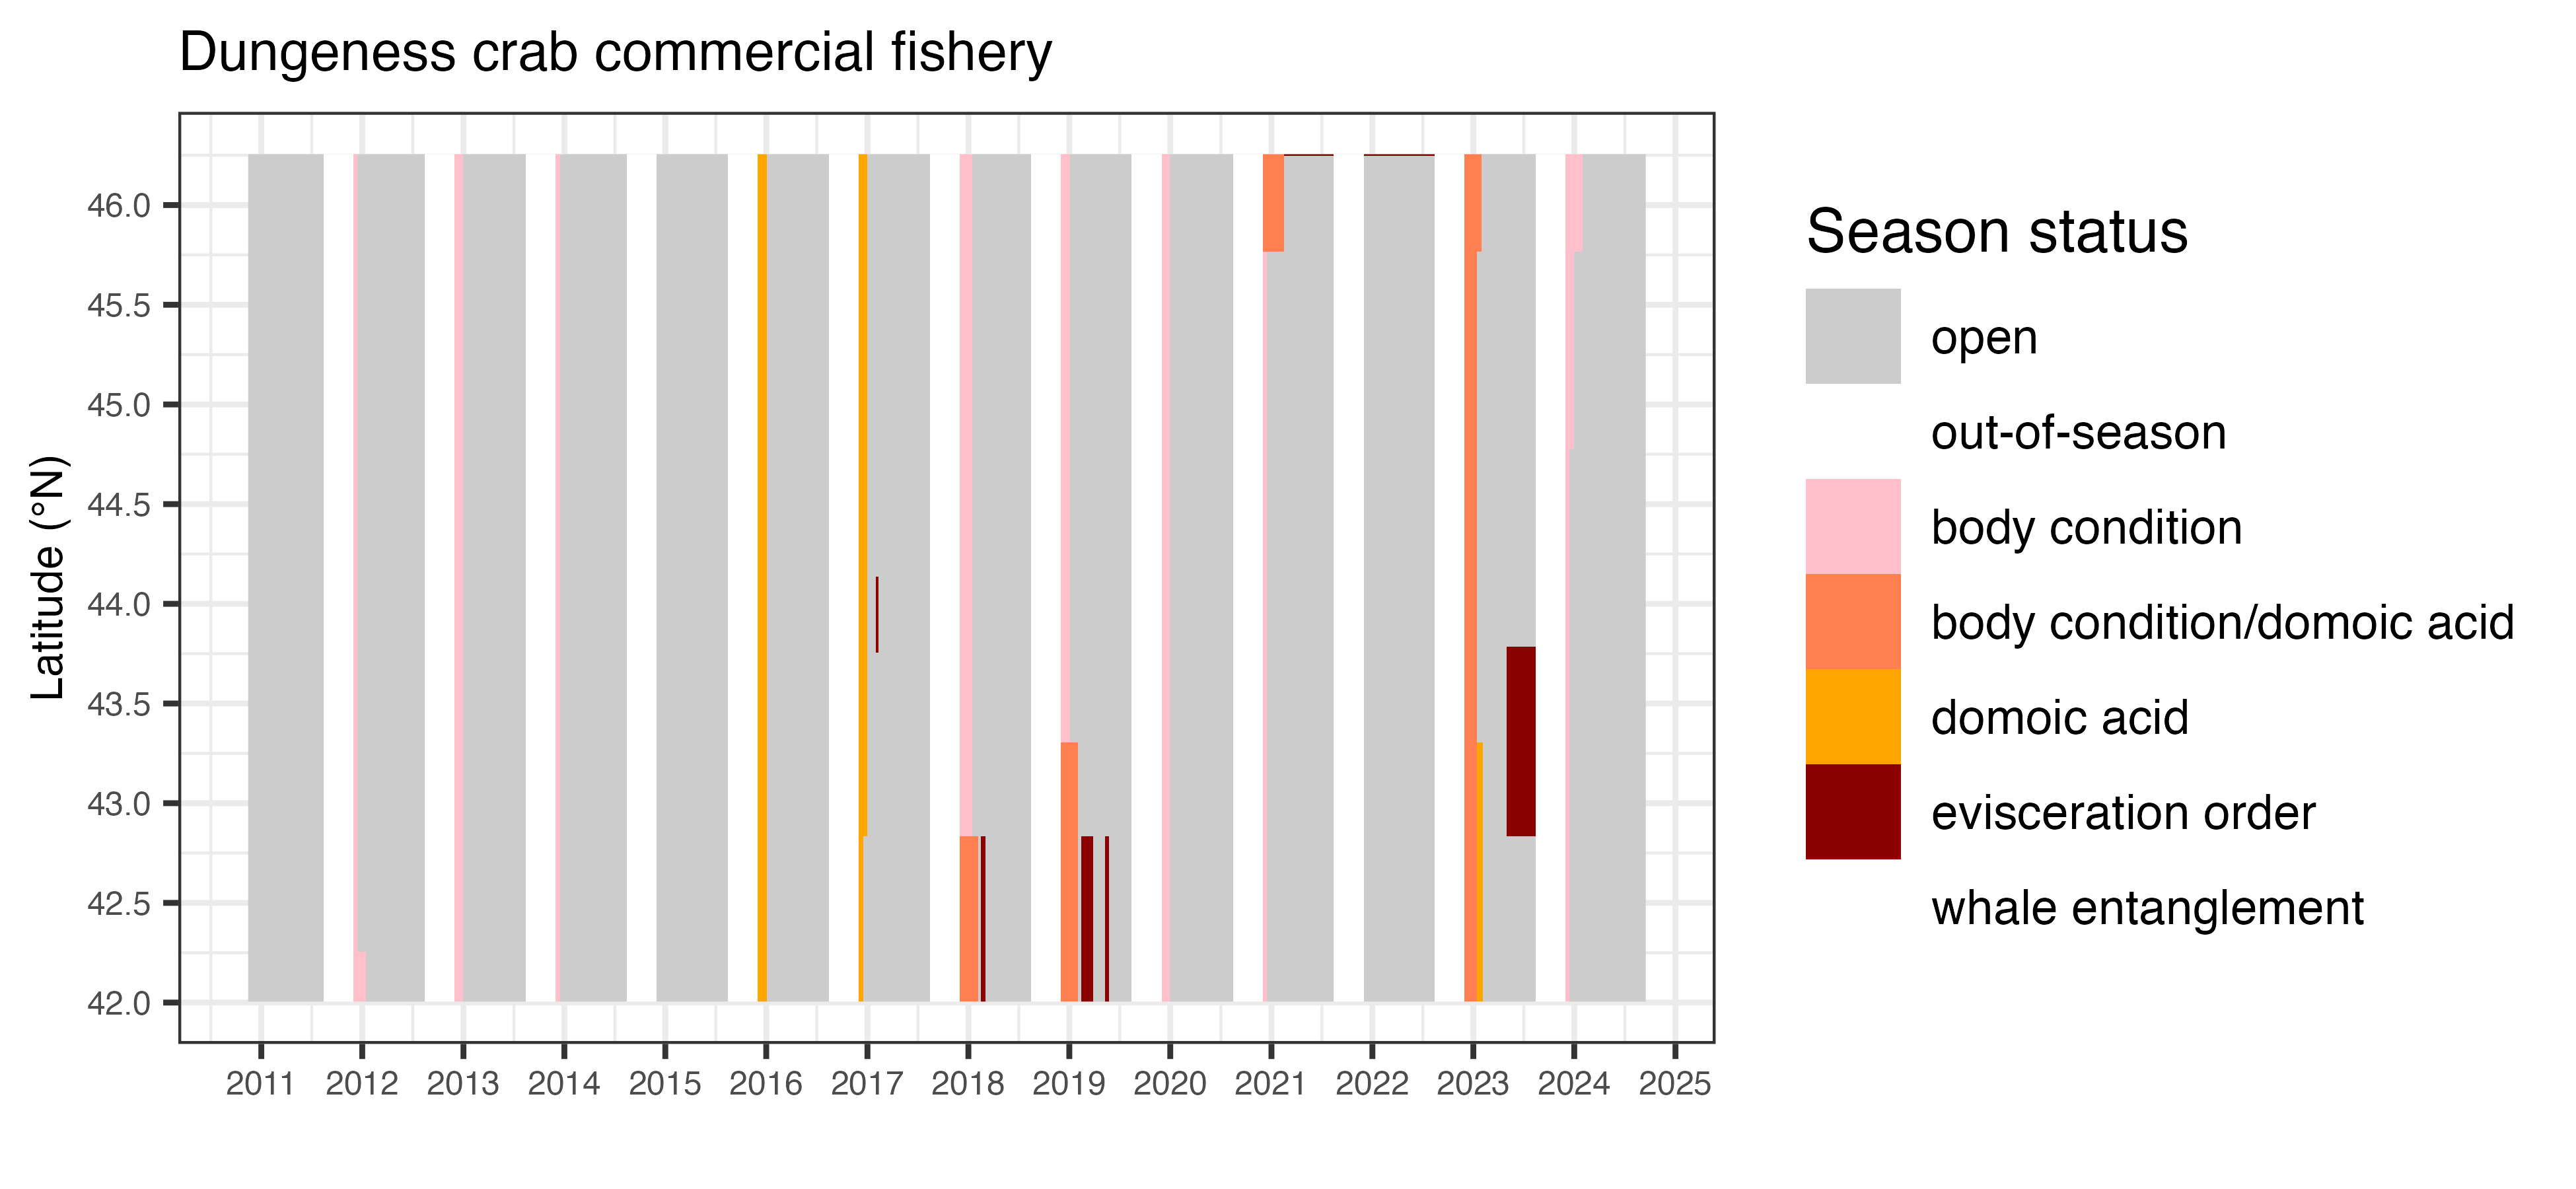 Dungeness crab commercial fishery
Latitude (°N)
46.0
45.5
45.0
44.5
44.0
43.5
43.0
42.5
42.0
2011 2012 2013 2014 2015 2016 2017 2018 2019 2020 2021 2022 2023 2024 2025
Season status
open
out-of-season
body condition
body condition/domoic acid
domoic acid
evisceration order
whale entanglement